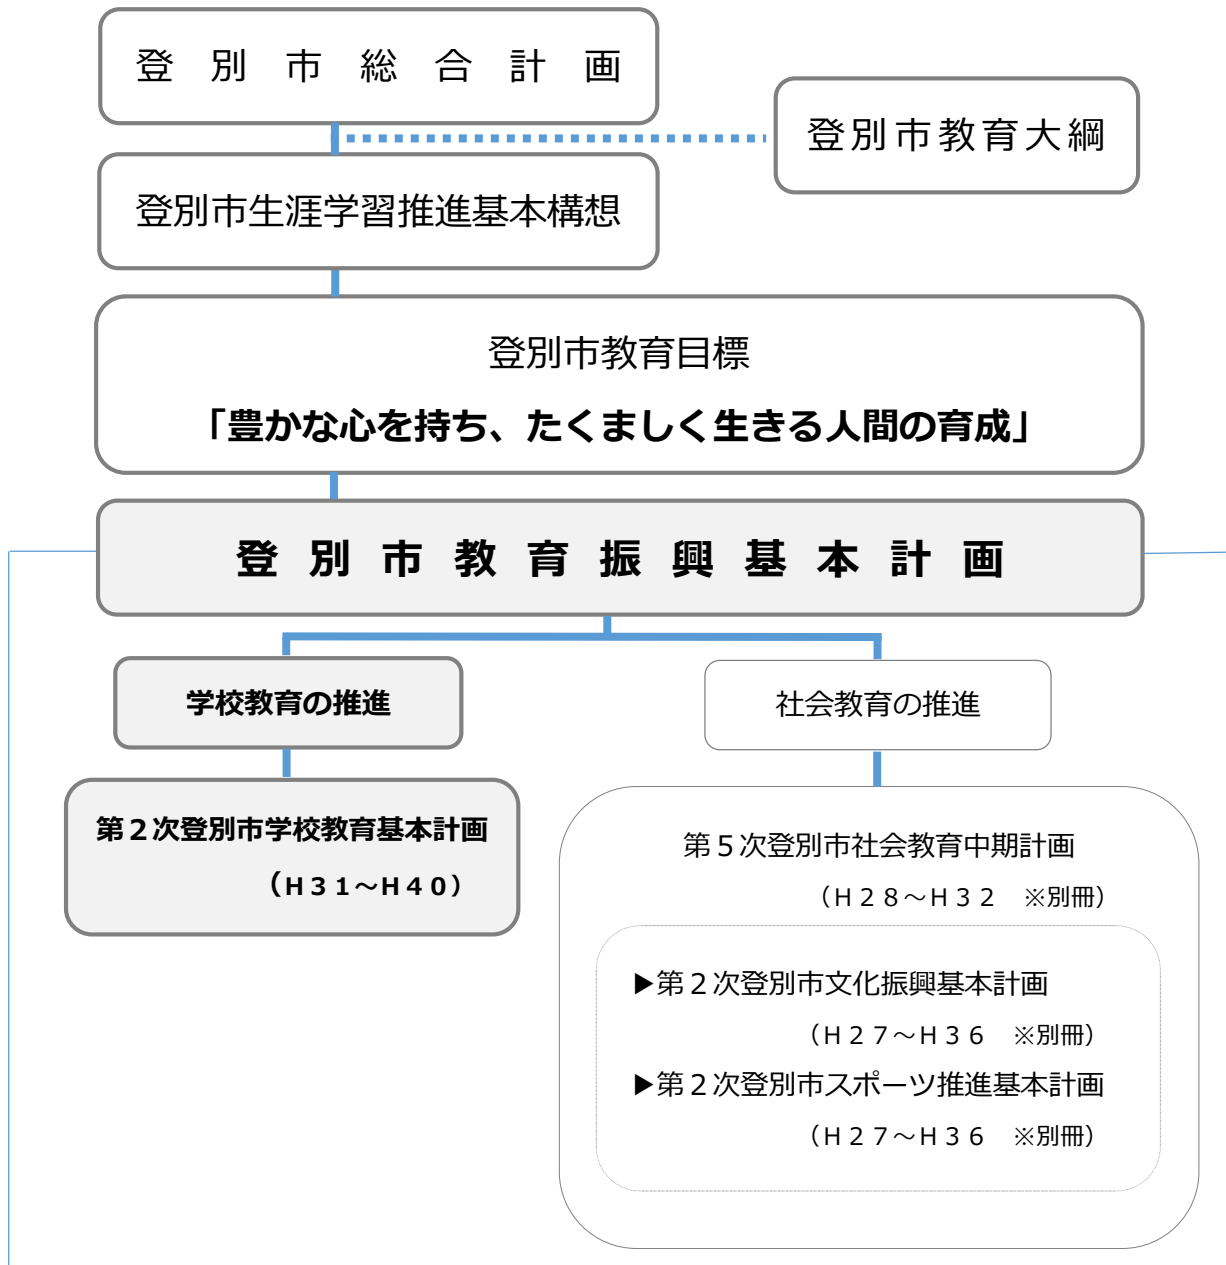 登別市総合計画
登別市教育大綱
登別市生涯学習推進基本構想
登別市教育目標
「豊かな心を持ち、たくましく生きる人間の育成」
登別市教育振興基本計画
学校教育の推進
第２次登別市学校教育基本計画
（Ｈ３１～Ｈ４０）
社会教育の推進
第５次登別市社会教育中期計画
（Ｈ２８～Ｈ３２　※別冊）
▶第２次登別市文化振興基本計画
（Ｈ２７～Ｈ３６　※別冊）
▶第２次登別市スポーツ推進基本計画
（Ｈ２７～Ｈ３６　※別冊）